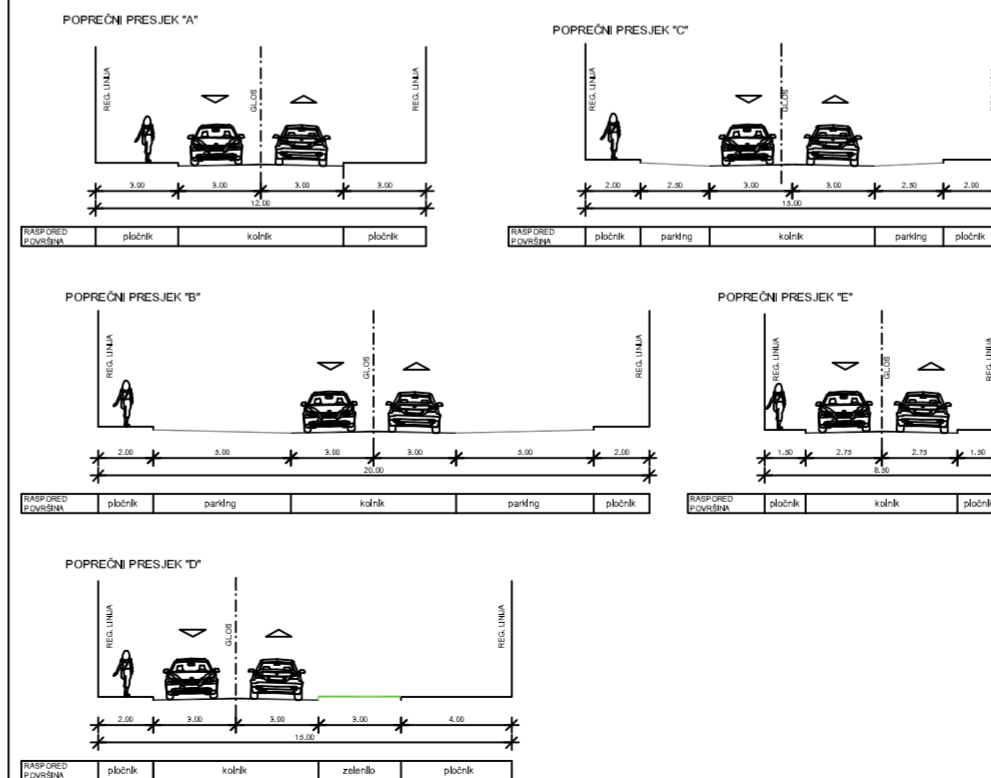 POPREČNI PRESJEK "A"
REG. LINIJA
GL.OS
REG. LINIJA
3.00 3.00 3.00 3.00
12.00
RASPORED POVRŠINA
pločnik kolnik pločnik
POPREČNI PRESJEK "C"
REG. LINIJA
GL.OS
2.00 2.50 3.00 3.00 2.50 2.00
15.00
RASPORED POVRŠINA
pločnik parking kolnik parking pločnik
POPREČNI PRESJEK "B"
REG. LINIJA
GL.OS
REG. LINIJA
2.00 5.00 3.00 3.00 5.00 2.00
20.00
RASPORED POVRŠINA
pločnik parking kolnik parking pločnik
POPREČNI PRESJEK "E"
REG. LINIJA
GL.OS
REG. LINIJA
1.50 2.75 2.75 1.50
8.50
RASPORED POVRŠINA
pločnik kolnik pločnik
POPREČNI PRESJEK "D"
REG. LINIJA
GL.OS
REG. LINIJA
2.00 3.00 3.00 3.00 4.00
15.00
RASPORED POVRŠINA
pločnik kolnik zelenilo pločnik